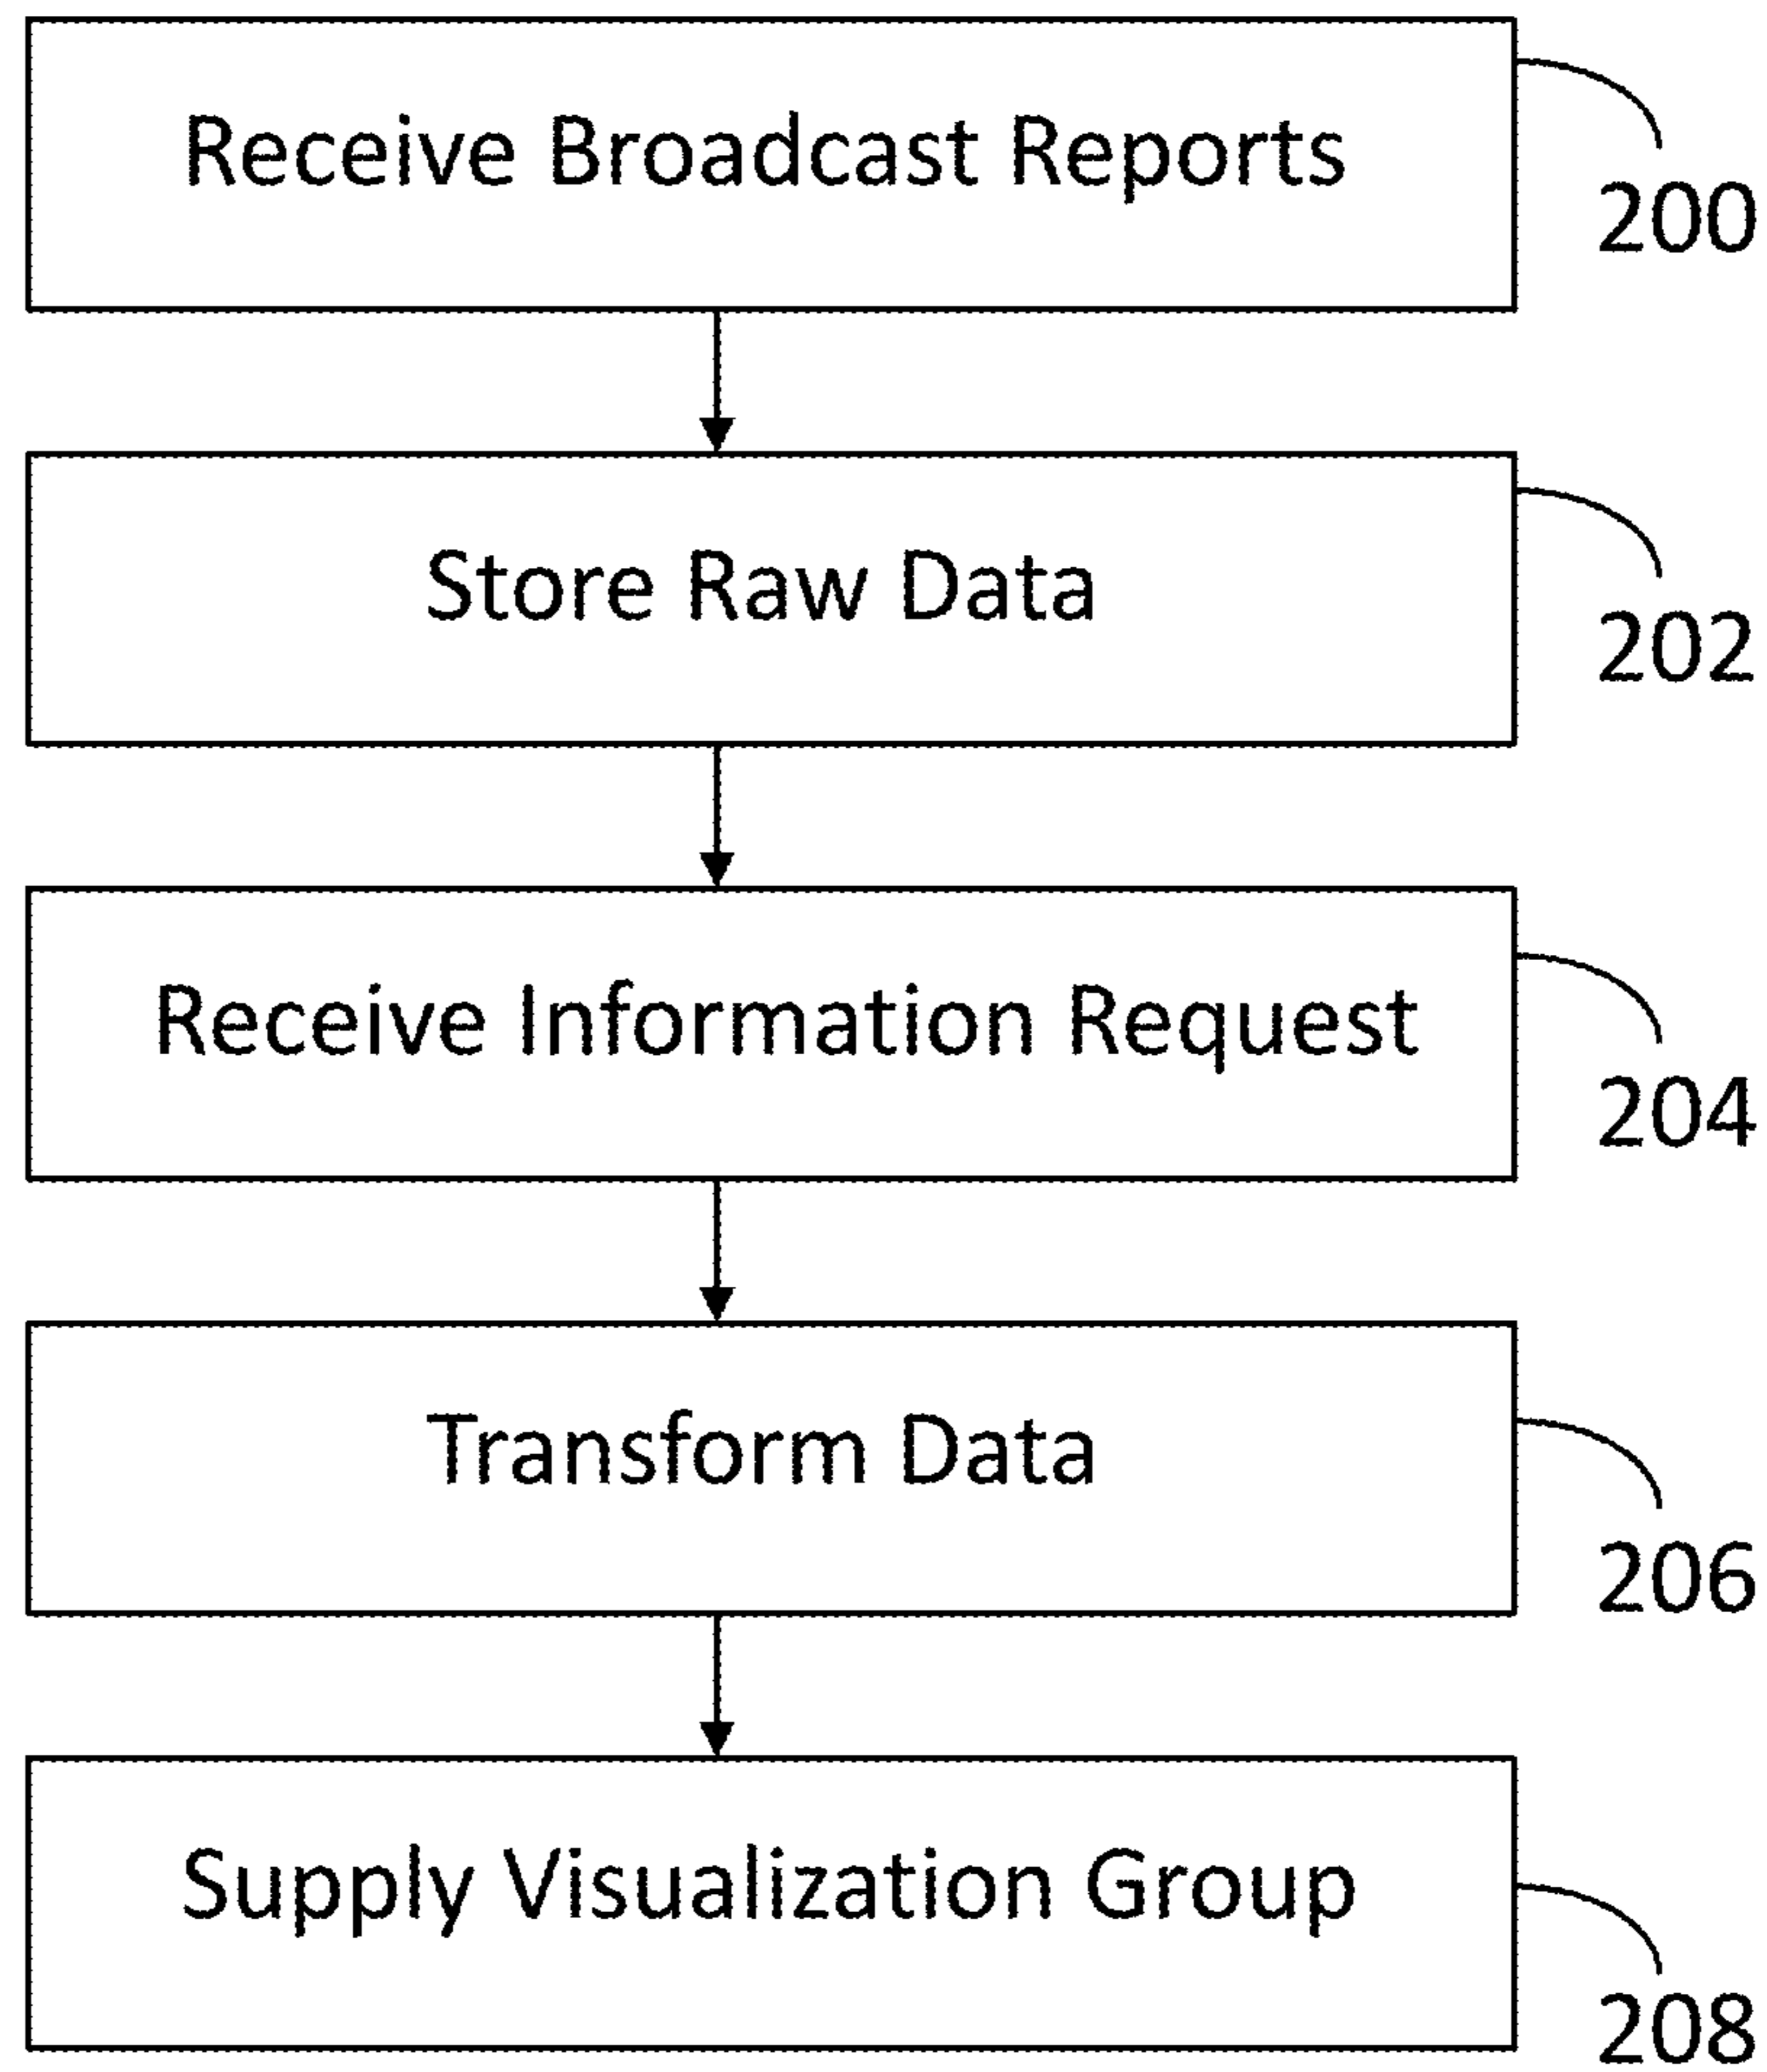 Receive Broadcast Reports
200
Store Raw Data
202
Receive Information Request
204
Transform Data
206
Supply Visualization Group
208